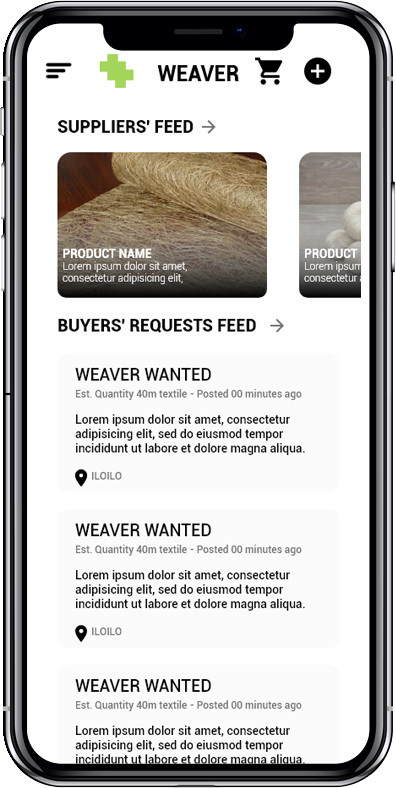 WEAVER
SUPPLIERS' FEED
PRODUCT NAME
Lorem ipsum dolor sit amet,
consectetur adipisicing elit,
PRODUCT
Lorem ipsum
consectetur a
BUYERS' REQUESTS FEED
WEAVER WANTED
Est. Quantity 40m textile - Posted 00 minutes ago
Lorem ipsum dolor sit amet, consectetur
adipisicing elit, sed do eiusmod tempor
incididunt ut labore et dolore magna aliqua.
ILOILO
WEAVER WANTED
Est. Quantity 40m textile - Posted 00 minutes ago
Lorem ipsum dolor sit amet, consectetur
adipisicing elit, sed do eiusmod tempor
incididunt ut labore et dolore magna aliqua.
ILOILO
WEAVER WANTED
Est. Quantity 40m textile - Posted 00 minutes ago
Lorem ipsum dolor sit amet, consectetur
adipisicing elit, sed do eiusmod tempor
incididunt ut labore et dolore magna aliqua.